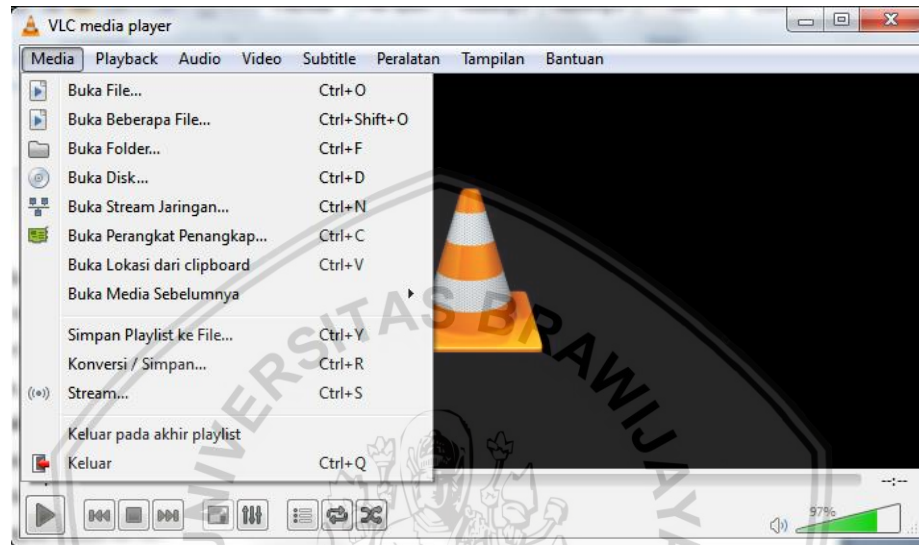 VLC media player
Media Playback Audio Video Subtitle Peralatan Tampilan Bantuan
Buka File... Ctrl+O
Buka Beberapa File... Ctrl+Shift+O
Buka Folder... Ctrl+F
Buka Disk... Ctrl+D
Buka Stream Jaringan... Ctrl+N
Buka Perangkat Penangkap... Ctrl+C
Buka Lokasi dari clipboard Ctrl+V
Buka Media Sebelumnya
Simpan Playlist ke File... Ctrl+Y
Konversi / Simpan... Ctrl+R
Stream... Ctrl+S
Keluar pada akhir playlist
Keluar Ctrl+Q
--:--
97%
UNIVERSITAS BRAWIJAYA